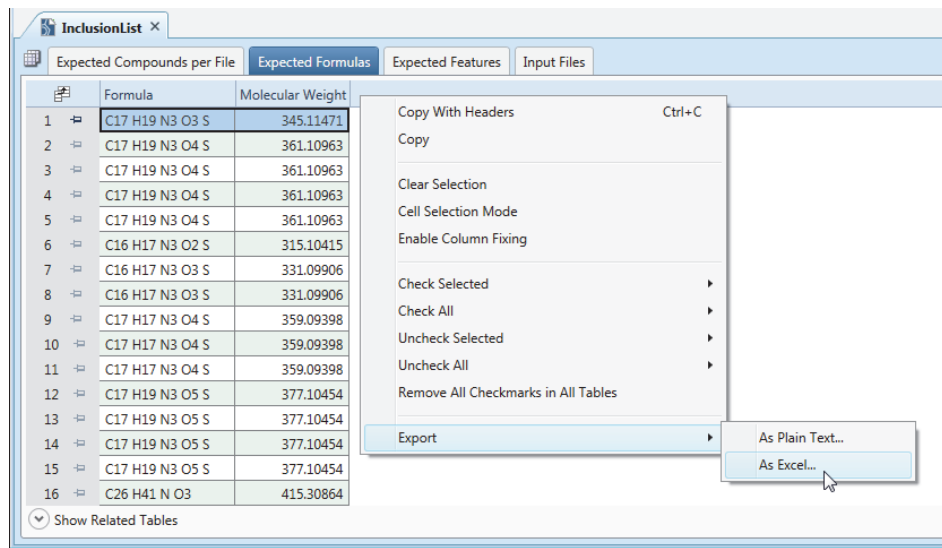 InclusionList ×
Expected Compounds per File Expected Formulas Expected Features Input Files
Formula Molecular Weight
1 C17 H19 N3 O3 S 345.11471
2 C17 H19 N3 O4 S 361.10963
3 C17 H19 N3 O4 S 361.10963
4 C17 H19 N3 O4 S 361.10963
5 C17 H19 N3 O4 S 361.10963
6 C16 H17 N3 O2 S 315.10415
7 C16 H17 N3 O3 S 331.09906
8 C16 H17 N3 O3 S 331.09906
9 C17 H17 N3 O4 S 359.09398
10 C17 H17 N3 O4 S 359.09398
11 C17 H17 N3 O4 S 359.09398
12 C17 H19 N3 O5 S 377.10454
13 C17 H19 N3 O5 S 377.10454
14 C17 H19 N3 O5 S 377.10454
15 C17 H19 N3 O5 S 377.10454
16 C26 H41 N O3 415.30864
Copy With Headers Ctrl+C
Copy
Clear Selection
Cell Selection Mode
Enable Column Fixing
Check Selected
Check All
Uncheck Selected
Uncheck All
Remove All Checkmarks in All Tables
Export
As Plain Text...
As Excel...
Show Related Tables